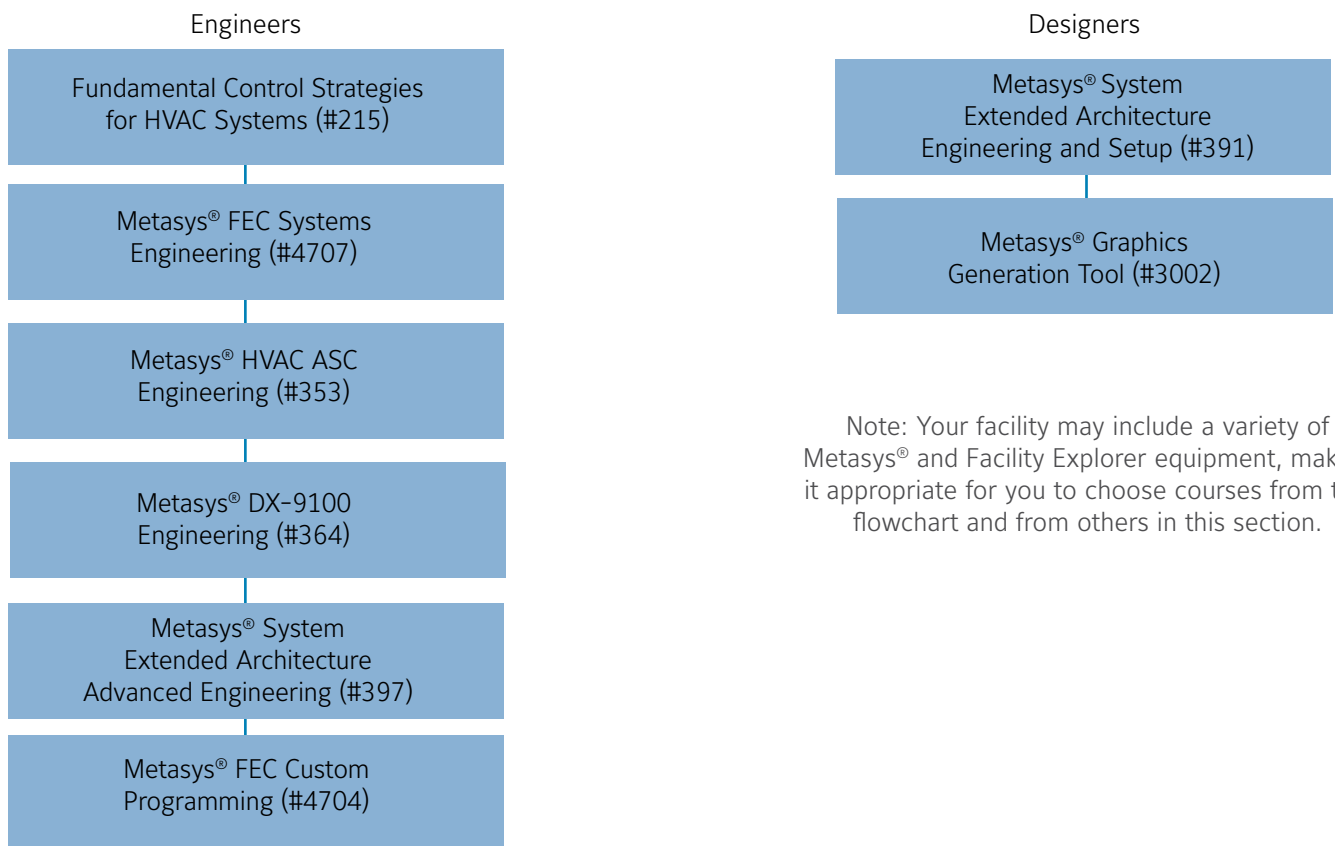 Engineers
Fundamental Control Strategies
for HVAC Systems (#215)
Metasys® FEC Systems
Engineering (#4707)
Metasys® HVAC ASC
Engineering (#353)
Metasys® DX-9100
Engineering (#364)
Metasys® System
Extended Architecture
Advanced Engineering (#397)
Metasys® FEC Custom
Programming (#4704)
Designers
Metasys® System
Extended Architecture
Engineering and Setup (#391)
Metasys® Graphics
Generation Tool (#3002)
Note: Your facility may include a variety of
Metasys® and Facility Explorer equipment,
it appropriate for you to choose courses from
flowchart and from others in this section.